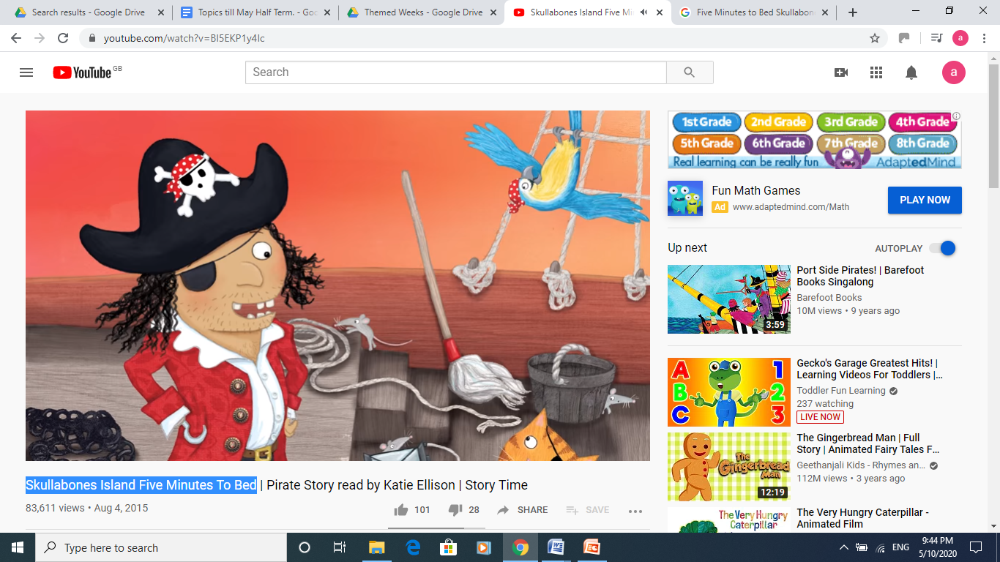 Search results - Google Drive
Topics till May Half Term. - Goo
Themed Weeks - Google Drive
Skullabones Island Five Mi
Five Minutes to Bed Skullabon
youtube.com/watch?v=BI5EKP1y4Ic
a
YouTube GB
Search
a
1st Grade 2nd Grade 3rd Grade 4th Grade
5th Grade 6th Grade 7th Grade 8th Grade
Real learning can be really fun AdaptedMind
Fun Math Games
Ad www.adaptedmind.com/Math
PLAY NOW
Up next
AUTOPLAY
3:59
Port Side Pirates! | Barefoot
Books Singalong
Barefoot Books
10M views • 9 years ago
A 1
B 2
C 3
Gecko's Garage Greatest Hits! |
Learning Videos For Toddlers |...
Toddler Fun Learning
237 watching
LIVE NOW
The
Gingerbread
Man
12:19
The Gingerbread Man | Full
Story | Animated Fairy Tales F...
Geethanjali Kids - Rhymes an...
112M views • 3 years ago
The Very Hungry
Caterpillar
The Very Hungry Caterpillar -
Animated Film
Skullabones Island Five Minutes To Bed | Pirate Story read by Katie Ellison | Story Time
83,611 views • Aug 4, 2015
101
28
SHARE
SAVE
Type here to search
ENG
9:44 PM
5/10/2020